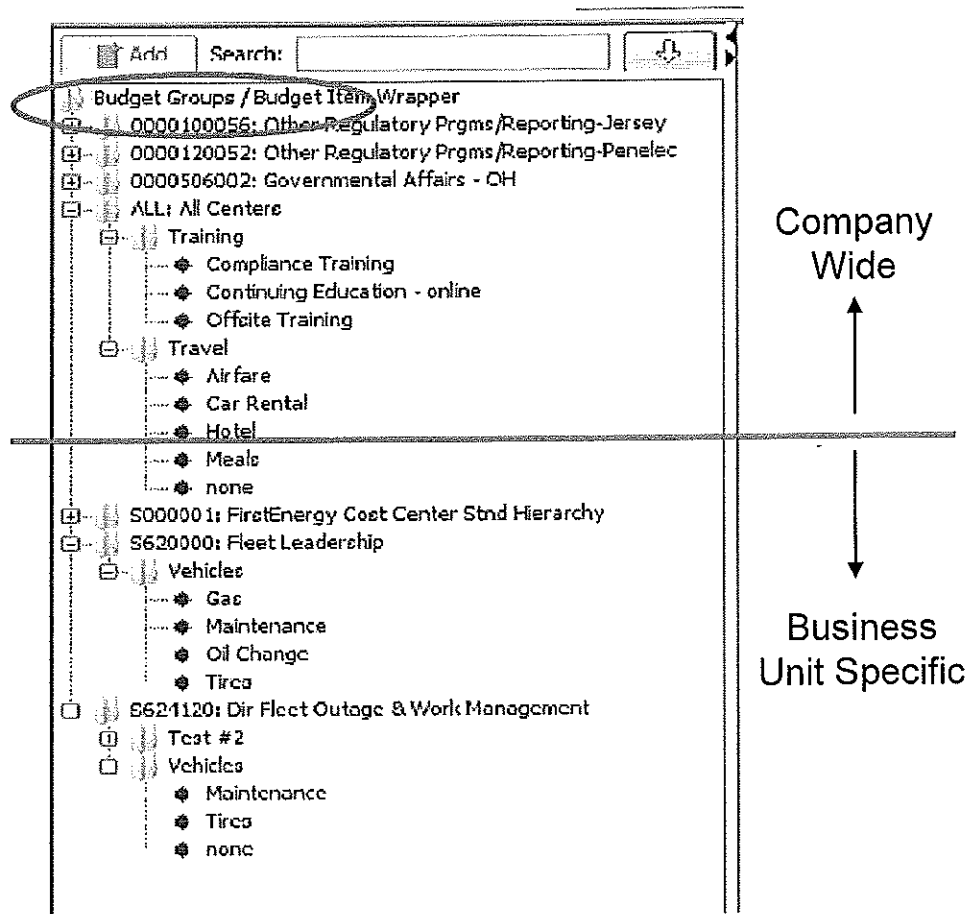 Add Search:
Budget Groups / Budget Item Wrapper
0000100056: Other Regulatory Prgms/Reporting-Jersey
0000120052: Other Regulatory Prgms/Reporting-Penelec
0000506002: Governmental Affairs - OH
ALL: All Centers
Training
Compliance Training
Continuing Education - online
Offsite Training
Travel
Airfare
Car Rental
Hotel
Meals
none
S000001: FirstEnergy Cost Center Stnd Hierarchy
S620000: Fleet Leadership
Vehicles
Gas
Maintenance
Oil Change
Tires
S624120: Dir Fleet Outage & Work Management
Test #2
Vehicles
Maintenance
Tires
none
Company
Wide
Business
Unit Specific